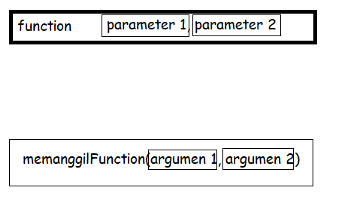 function parameter 1, parameter 2
memanggilFunction(argumen 1, argumen 2)